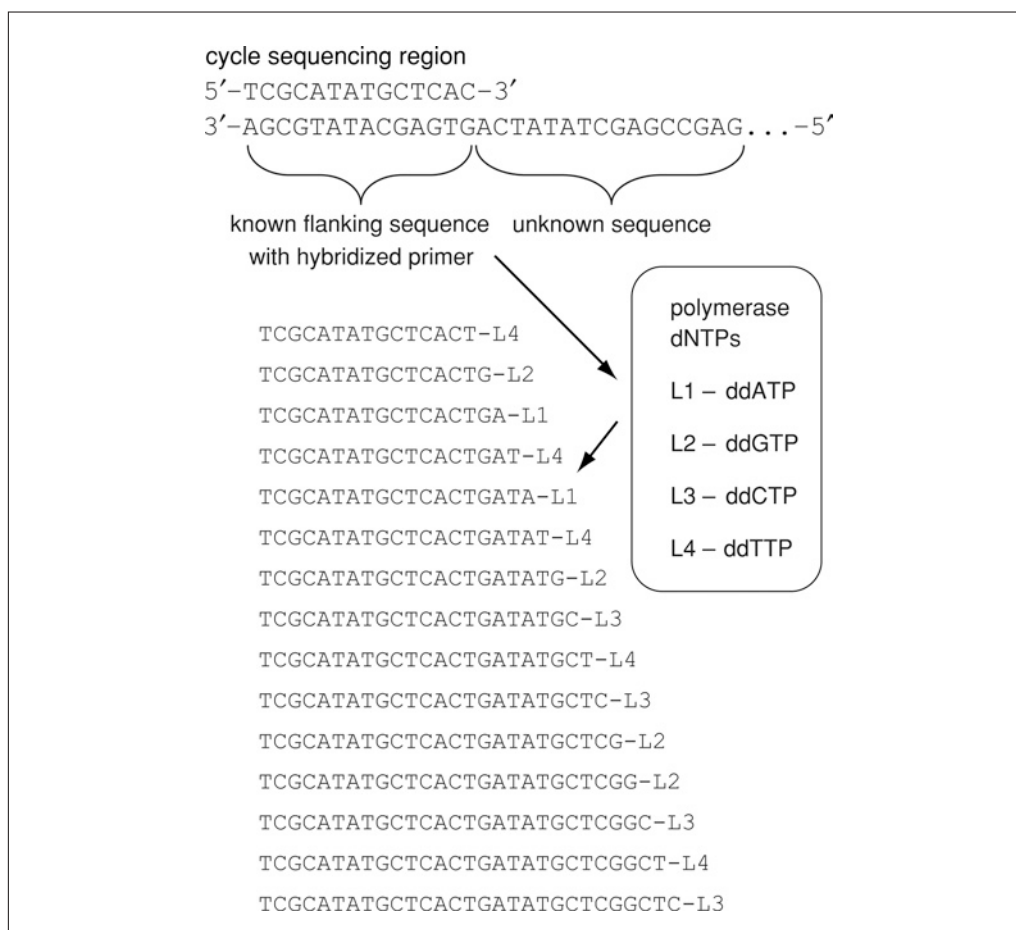 cycle sequencing region
5′–TCGCATATGCTCAC–3′
3′–AGCGTATACGAGTGACTATATCGAGCCGAG...–5′
known flanking sequence
with hybridized primer
unknown sequence
polymerase
dNTPs
L1 – ddATP
L2 – ddGTP
L3 – ddCTP
L4 – ddTTP
TCGCATATGCTCACT-L4
TCGCATATGCTCACTG-L2
TCGCATATGCTCACTGA-L1
TCGCATATGCTCACTGAT-L4
TCGCATATGCTCACTGATA-L1
TCGCATATGCTCACTGATAT-L4
TCGCATATGCTCACTGATATG-L2
TCGCATATGCTCACTGATATGC-L3
TCGCATATGCTCACTGATATGCT-L4
TCGCATATGCTCACTGATATGCTC-L3
TCGCATATGCTCACTGATATGCTCG-L2
TCGCATATGCTCACTGATATGCTCGG-L2
TCGCATATGCTCACTGATATGCTCGGC-L3
TCGCATATGCTCACTGATATGCTCGGCT-L4
TCGCATATGCTCACTGATATGCTCGGCTC-L3